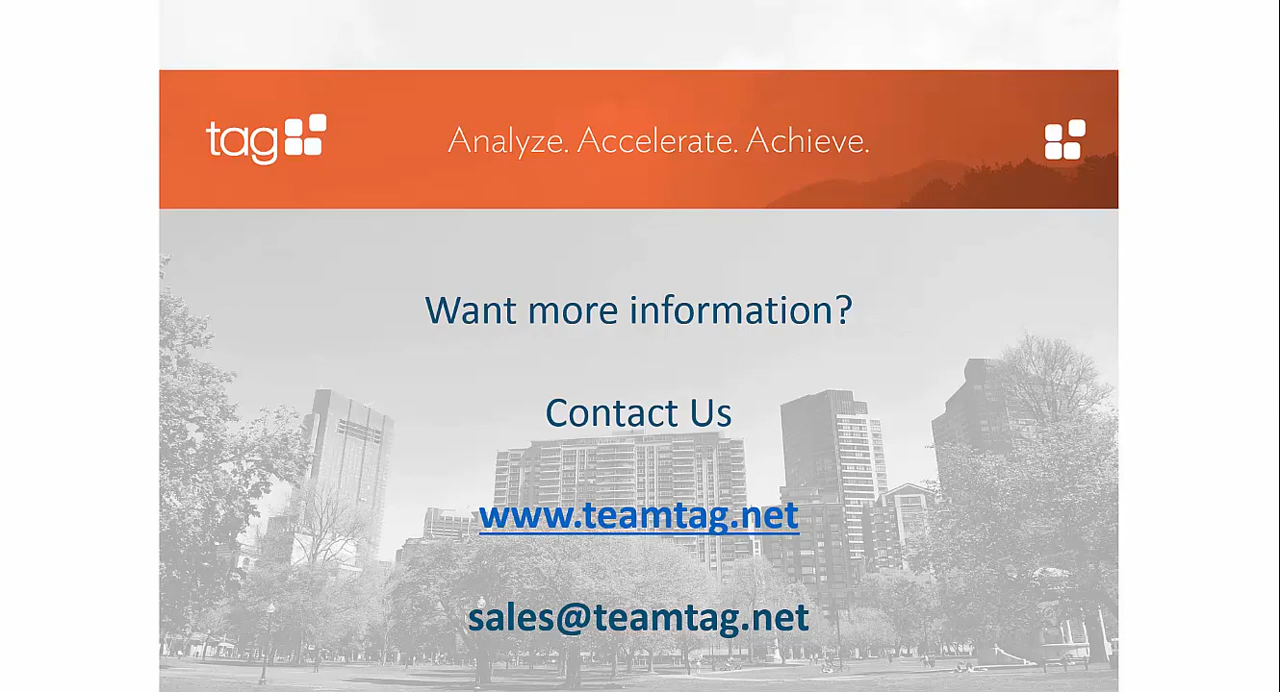 tag
Analyze. Accelerate. Achieve.
Want more information?
Contact Us
www.teamtag.net
sales@teamtag.net